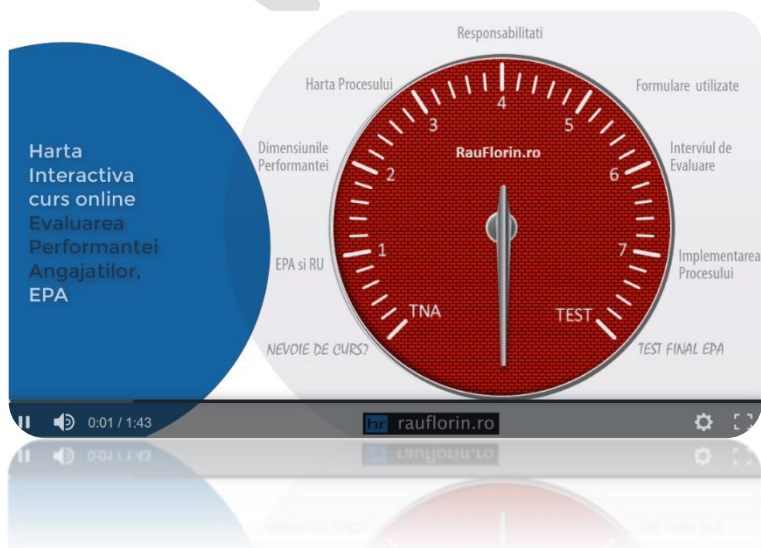 Harta
Interactiva
curs online
Evaluarea
Performantei
Angajatilor,
EPA
Responsabilitati
Harta Procesului
Formulare utilizate
Dimensiunile
Performantei
Interviul de
Evaluare
EPA si RU
Implementarea
Procesului
NEVOIE DE CURS?
TEST FINAL EPA
RauFlorin.ro
TNA
1
2
3
4
5
6
7
TEST
0:01 / 1:43
hr rauflorin.ro